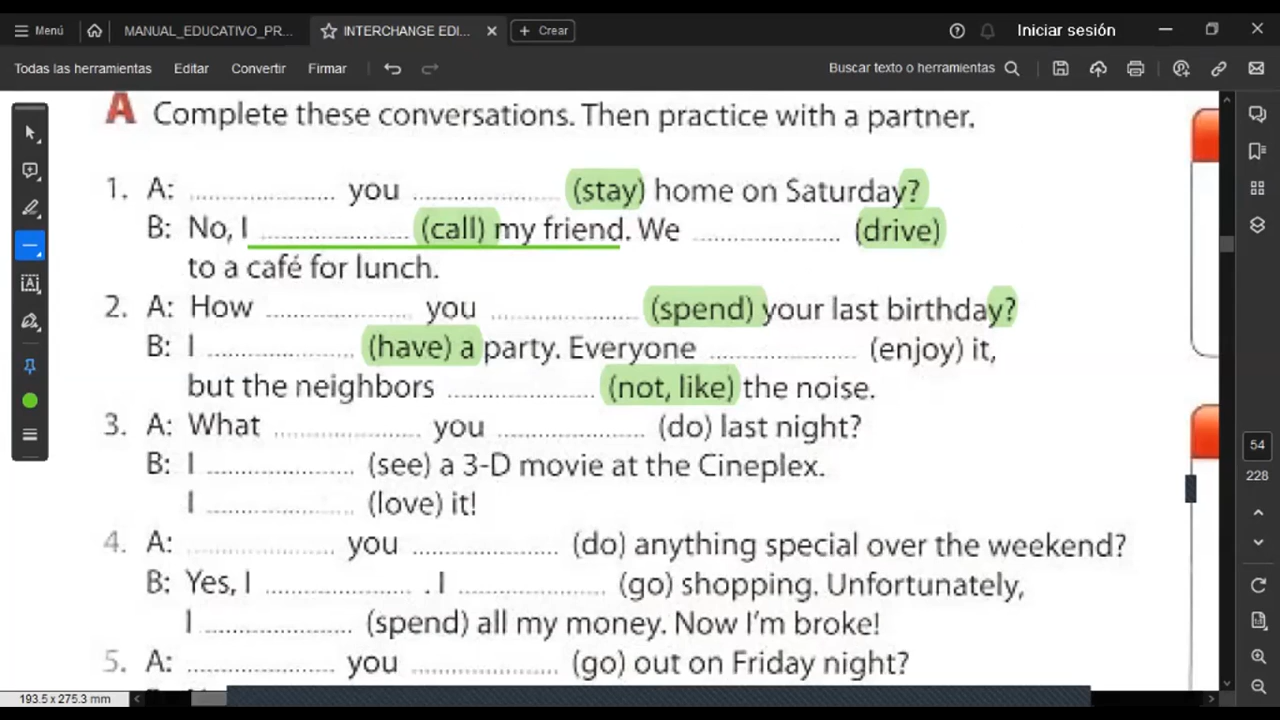 Menú MANUAL_EDUCATIVO_PR... INTERCHANGE EDI... Crear Iniciar sesión
Todas las herramientas Editar Convertir Firmar Buscar texto o herramientas
A Complete these conversations. Then practice with a partner.
1. A: .................... you .................... (stay) home on Saturday?
B: No, I .................... (call) my friend. We .................... (drive)
to a café for lunch.
2. A: How .................... you .................... (spend) your last birthday?
B: I .................... (have) a party. Everyone .................... (enjoy) it,
but the neighbors .................... (not, like) the noise.
3. A: What .................... you .................... (do) last night?
B: I .................... (see) a 3-D movie at the Cineplex.
I .................... (love) it!
4. A: .................... you .................... (do) anything special over the weekend?
B: Yes, I .................... . I .................... (go) shopping. Unfortunately,
I .................... (spend) all my money. Now I'm broke!
5. A: .................... you .................... (go) out on Friday night?
54
228
193.5 x 275.3 mm